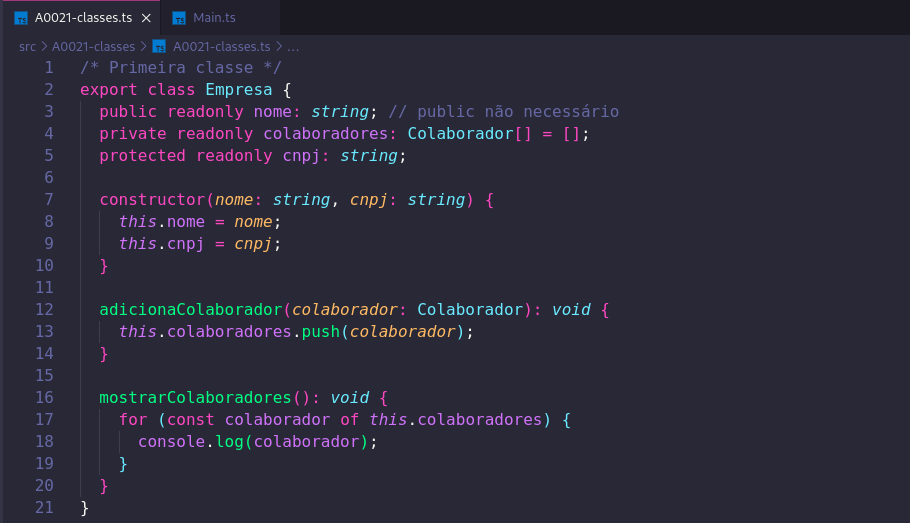 TS A0021-classes.ts × TS Main.ts
src > A0021-classes > TS A0021-classes.ts > ...
1 /* Primeira classe */
2 export class Empresa {
3   public readonly nome: string; // public não necessário
4   private readonly colaboradores: Colaborador[] = [];
5   protected readonly cnpj: string;
6
7   constructor(nome: string, cnpj: string) {
8     this.nome = nome;
9     this.cnpj = cnpj;
10   }
11
12   adicionaColaborador(colaborador: Colaborador): void {
13     this.colaboradores.push(colaborador);
14   }
15
16   mostrarColaboradores(): void {
17     for (const colaborador of this.colaboradores) {
18       console.log(colaborador);
19     }
20   }
21 }